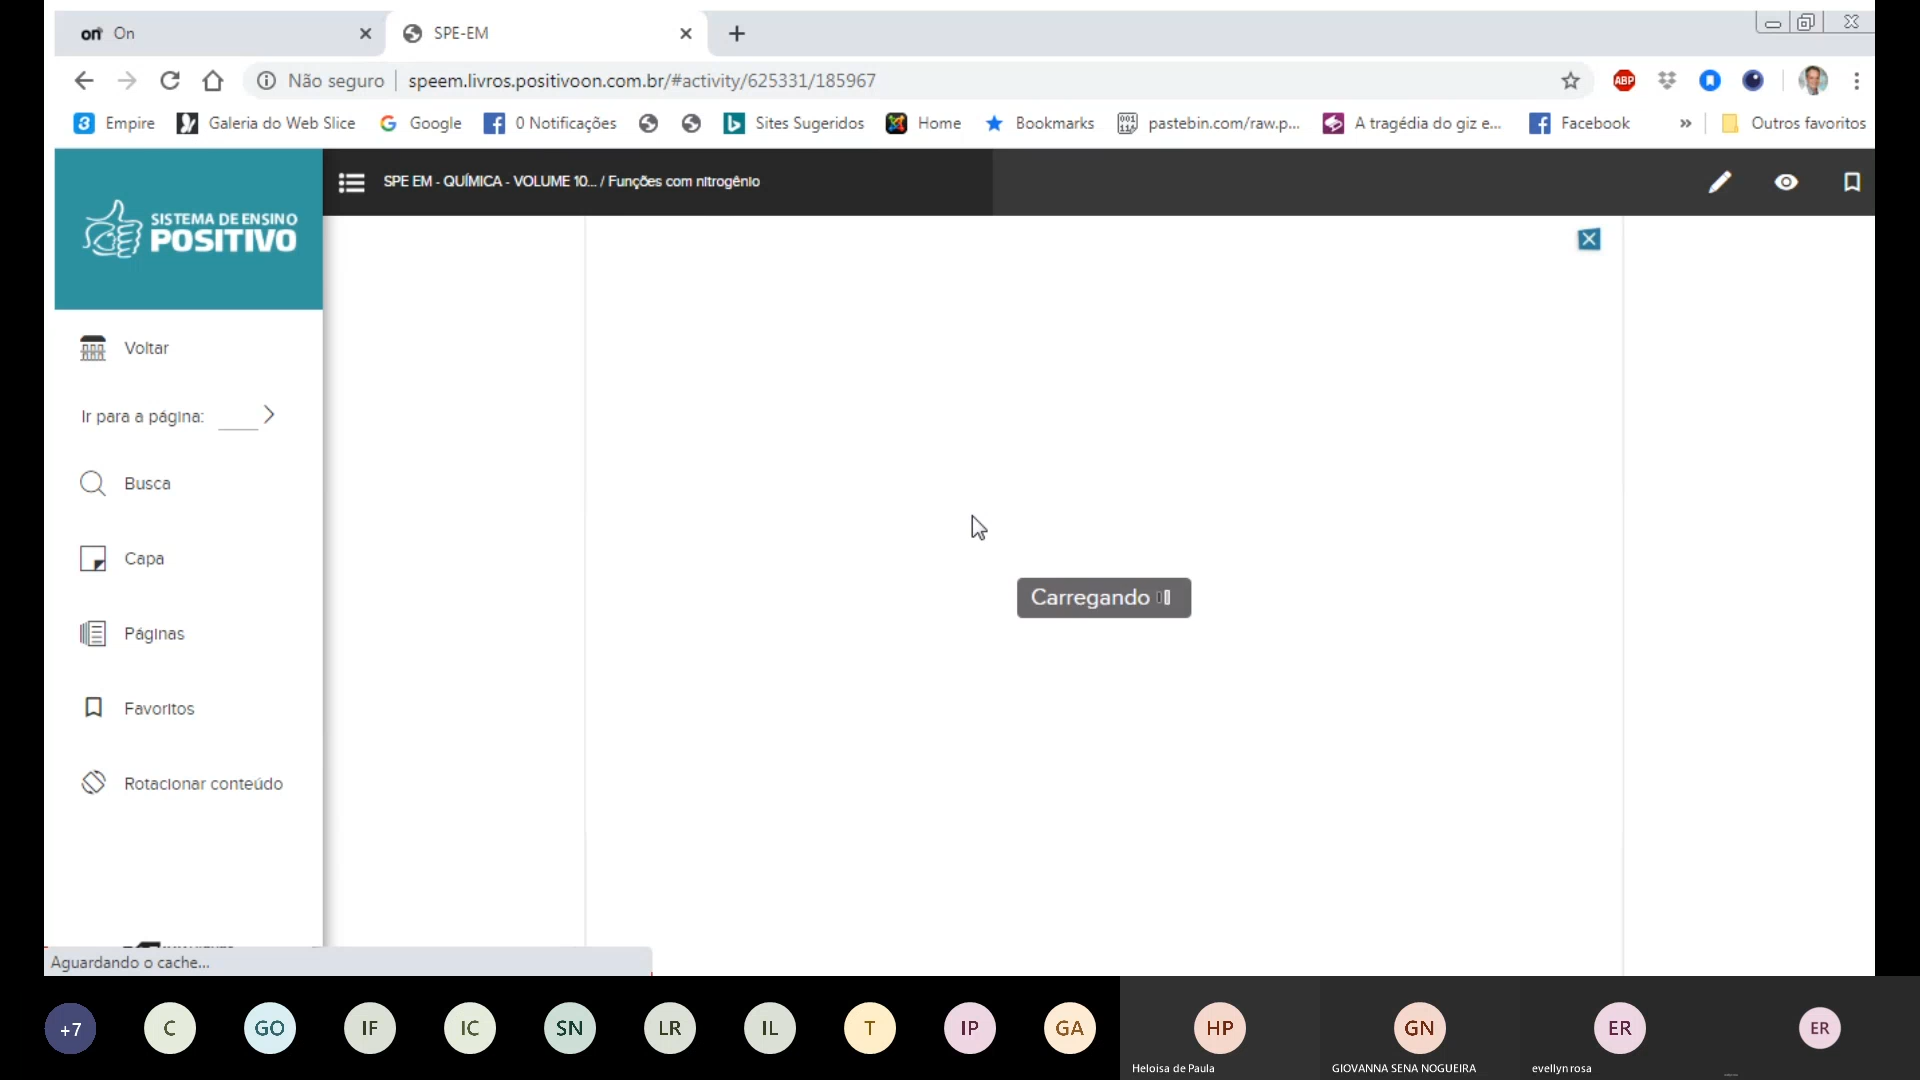 on On
SPE-EM
Não seguro
speem.livros.positivoon.com.br/#activity/625331/185967
ABP
Empire
Galeria do Web Slice
Google
0 Notificações
Sites Sugeridos
Home
Bookmarks
pastebin.com/raw.p...
A tragédia do giz e...
Facebook
»
Outros favoritos
SISTEMA DE ENSINO
POSITIVO
SPE EM - QUÍMICA - VOLUME 10... / Funções com nitrogênio
Voltar
Ir para a página:
Busca
Capa
Páginas
Favoritos
Rotacionar conteúdo
Carregando
Aguardando o cache...
+7
C
GO
IF
IC
SN
LR
IL
T
IP
GA
HP
GN
ER
ER
Heloisa de Paula
GIOVANNA SENA NOGUEIRA
evellyn rosa